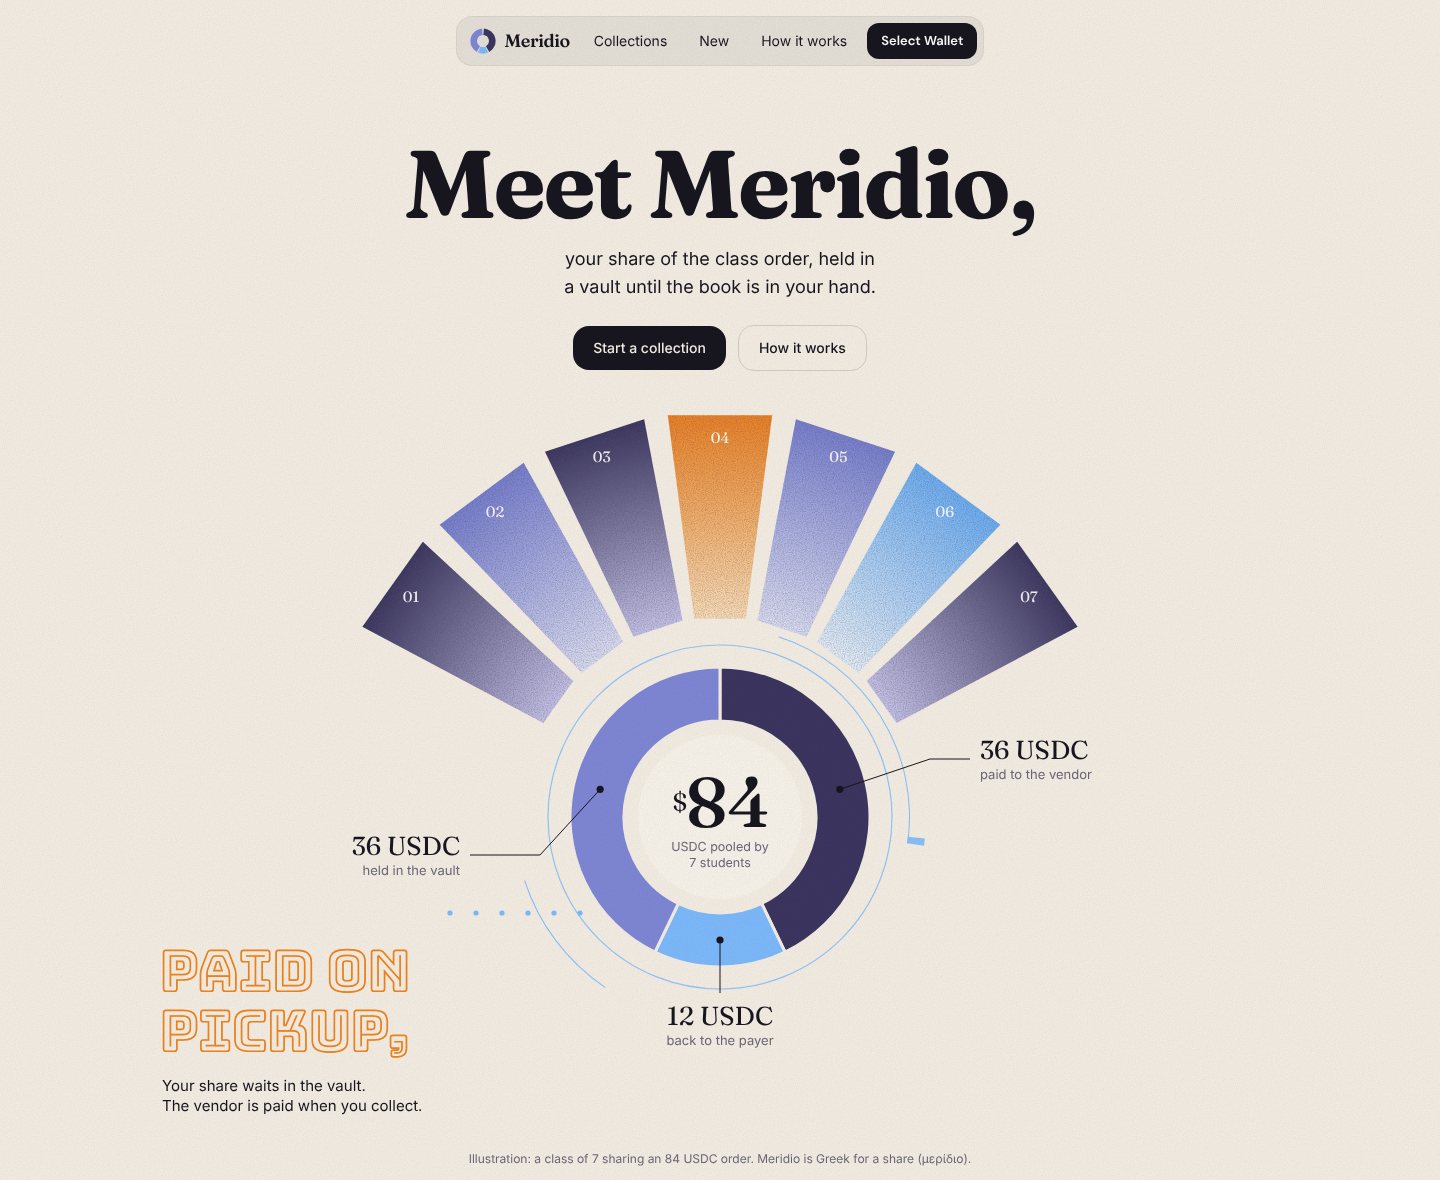 Meridio
Collections
New
How it works
Select Wallet
Meet Meridio,
your share of the class order, held in
a vault until the book is in your hand.
Start a collection
How it works
01
02
03
04
05
06
07
36 USDC
paid to the vendor
$84
USDC pooled by
7 students
36 USDC
held in the vault
12 USDC
back to the payer
PAID ON
PICKUP,
Your share waits in the vault.
The vendor is paid when you collect.
Illustration: a class of 7 sharing an 84 USDC order. Meridio is Greek for a share (μερίδιο).